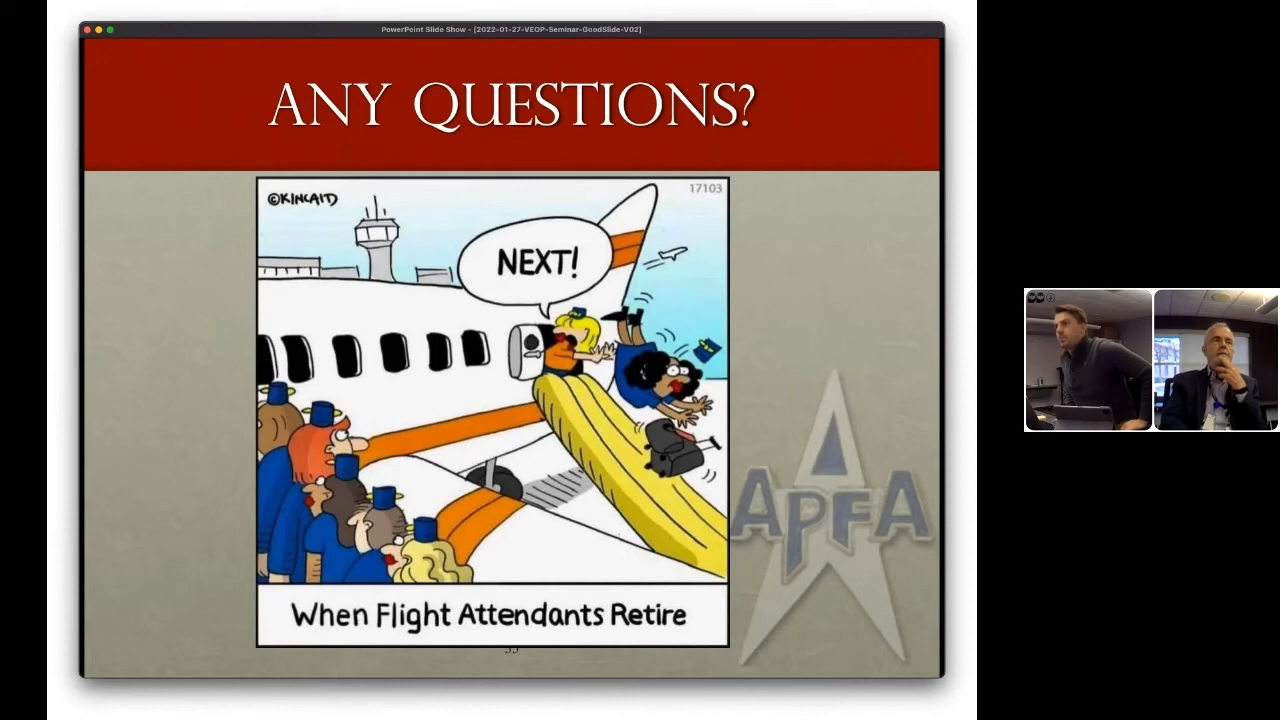 PowerPoint Slide Show - [2022-01-27-VEOP-Seminar-GoodSlide-V02]
ANY QUESTIONS?
©KINCAID
17103
NEXT!
APFA
When Flight Attendants Retire